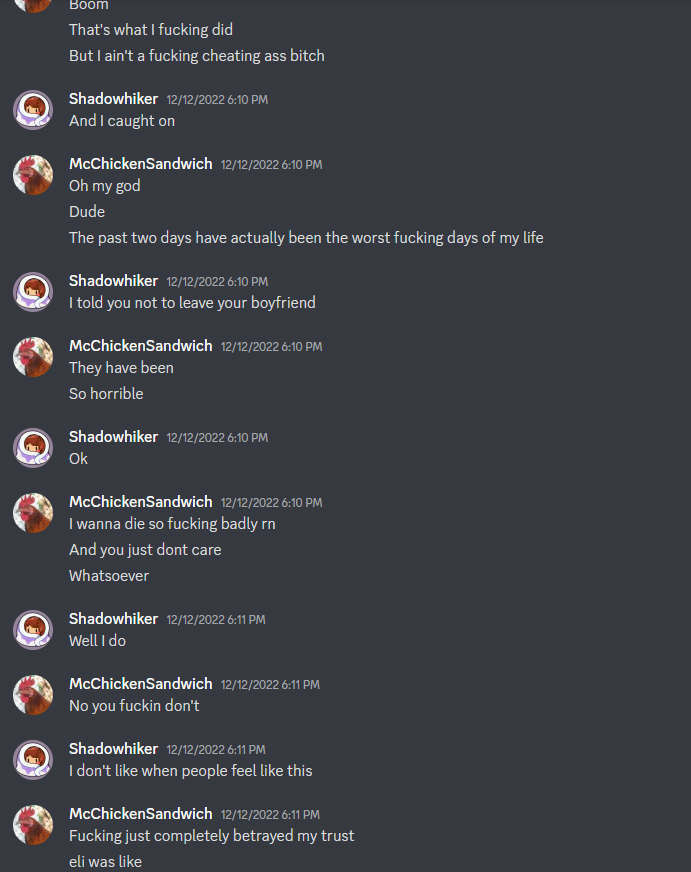 Boom
That's what I fucking did
But I ain't a fucking cheating ass bitch
Shadowhiker 12/12/2022 6:10 PM
And I caught on
McChickenSandwich 12/12/2022 6:10 PM
Oh my god
Dude
The past two days have actually been the worst fucking days of my life
Shadowhiker 12/12/2022 6:10 PM
I told you not to leave your boyfriend
McChickenSandwich 12/12/2022 6:10 PM
They have been
So horrible
Shadowhiker 12/12/2022 6:10 PM
Ok
McChickenSandwich 12/12/2022 6:10 PM
I wanna die so fucking badly rn
And you just dont care
Whatsoever
Shadowhiker 12/12/2022 6:11 PM
Well I do
McChickenSandwich 12/12/2022 6:11 PM
No you fuckin don't
Shadowhiker 12/12/2022 6:11 PM
I don't like when people feel like this
McChickenSandwich 12/12/2022 6:11 PM
Fucking just completely betrayed my trust
eli was like